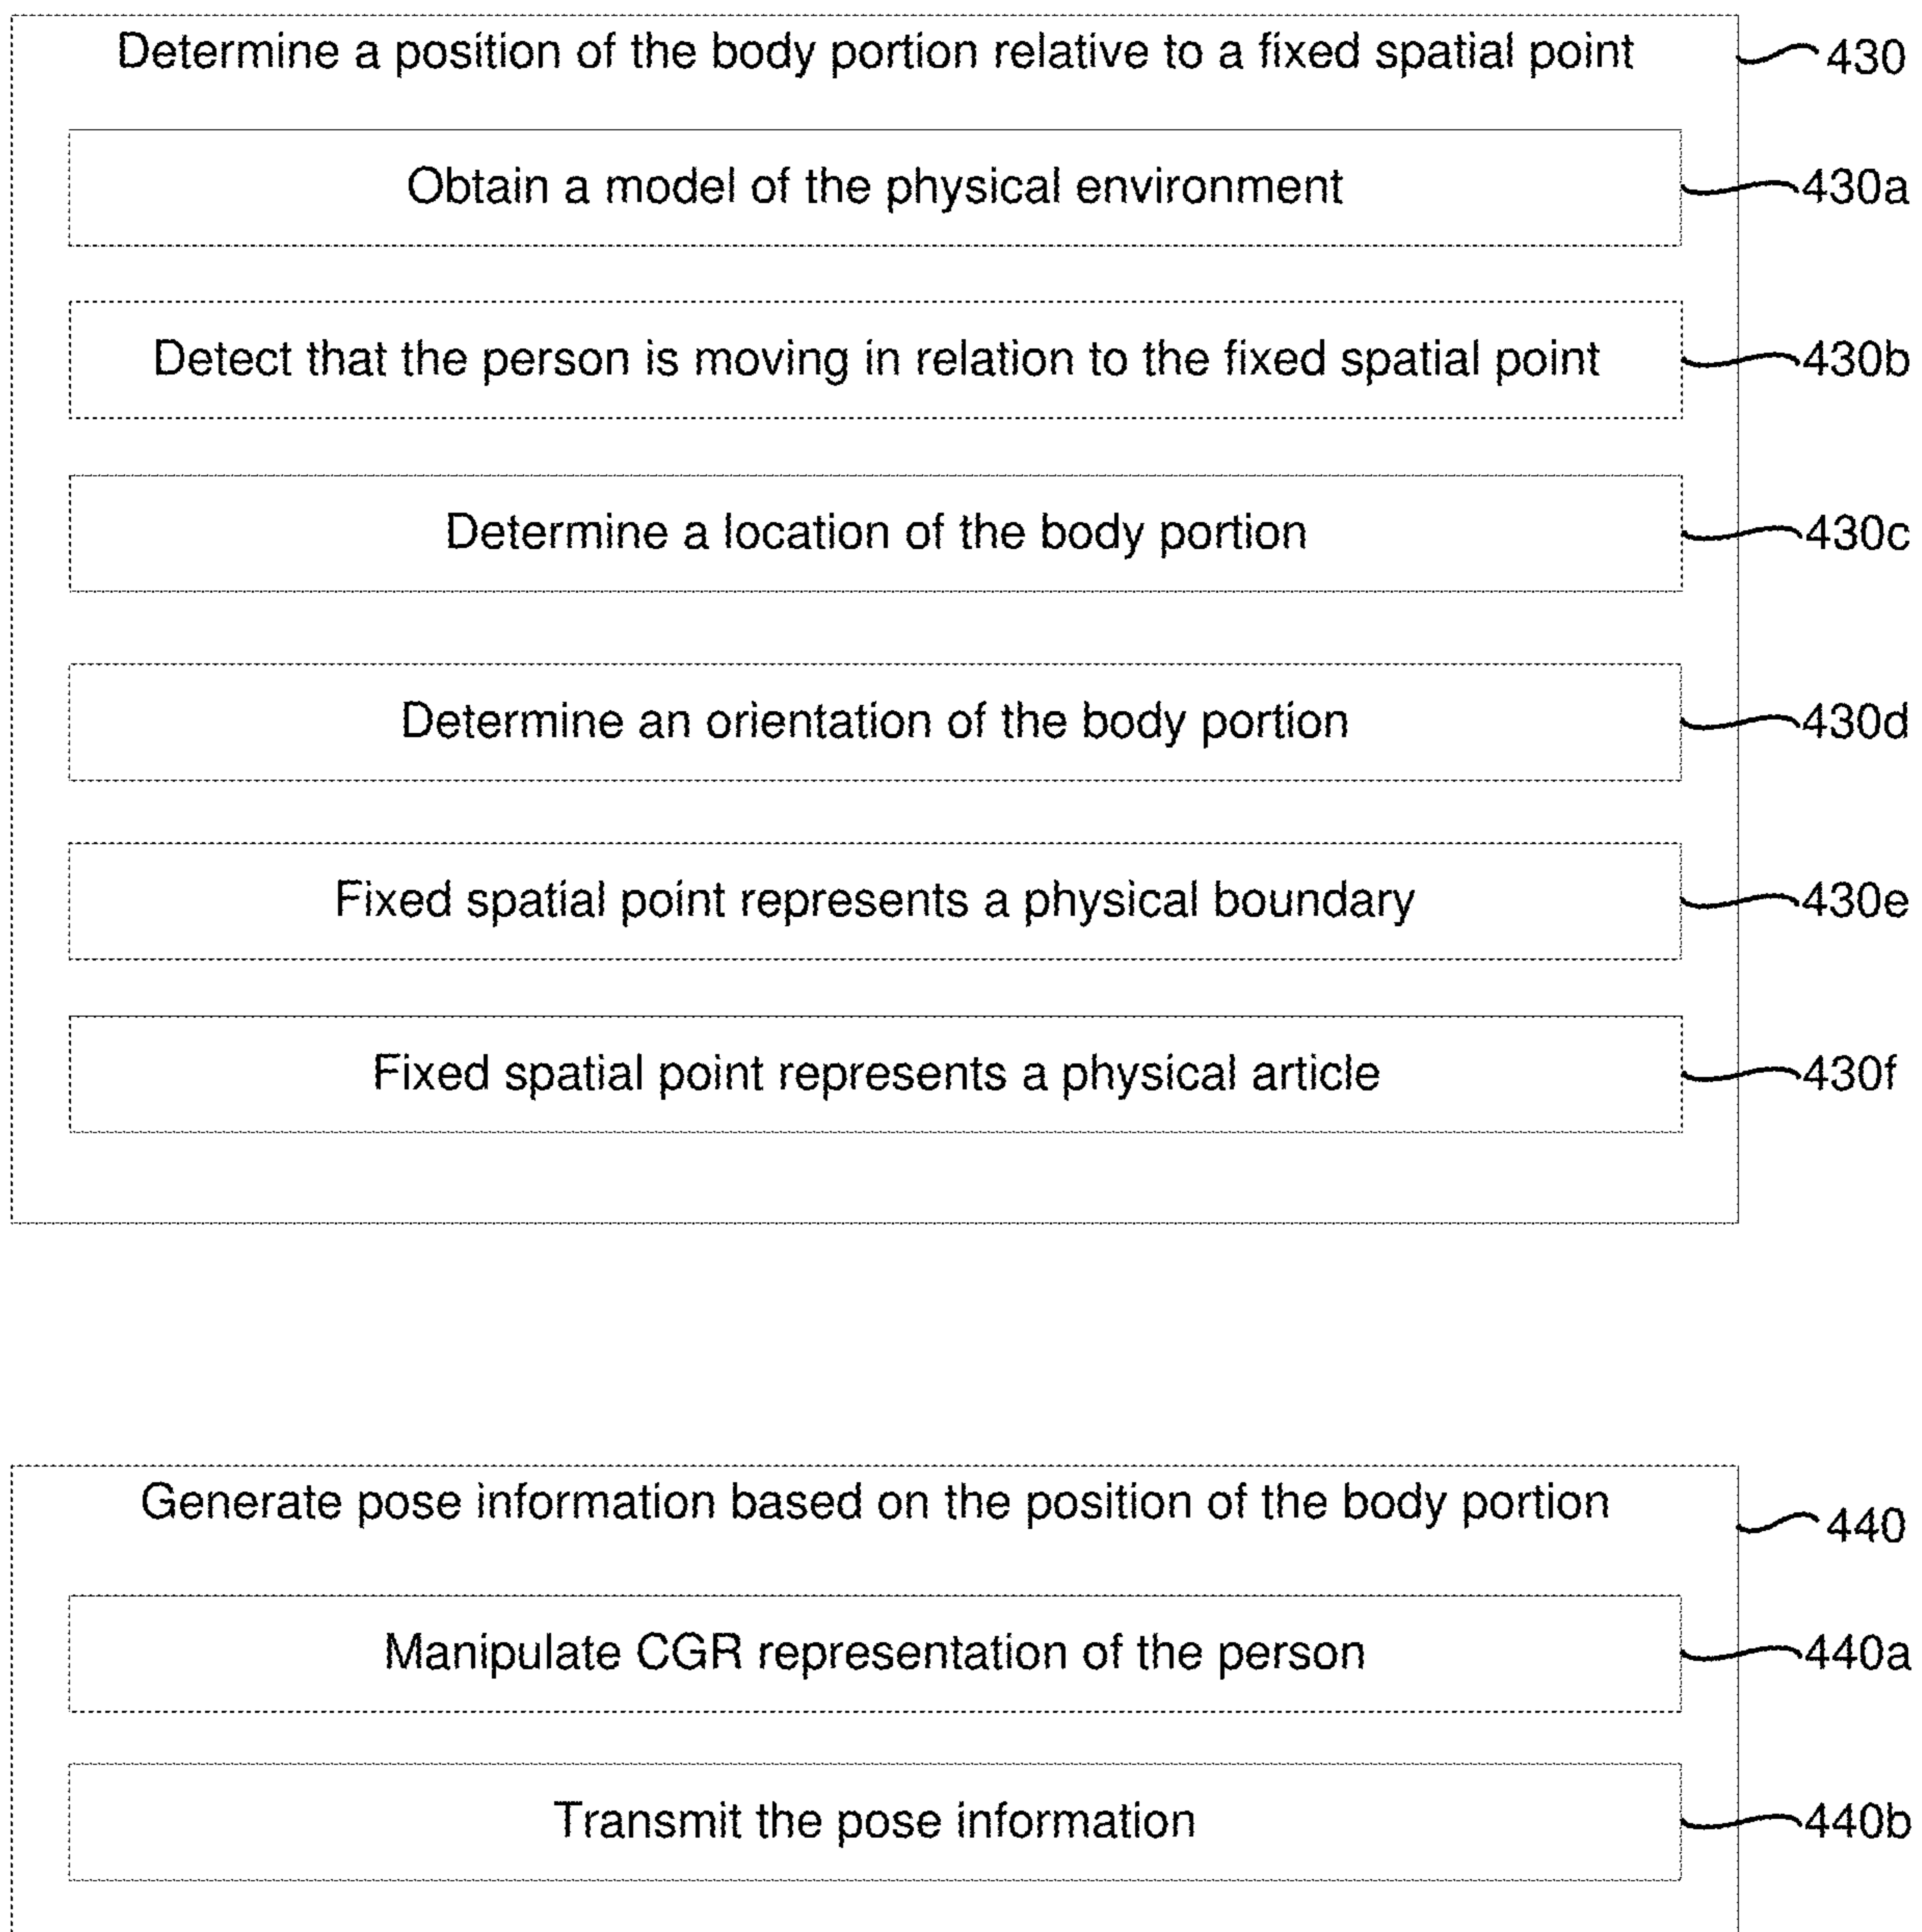 Determine a position of the body portion relative to a fixed spatial point 430
Obtain a model of the physical environment 430a
Detect that the person is moving in relation to the fixed spatial point 430b
Determine a location of the body portion 430c
Determine an orientation of the body portion 430d
Fixed spatial point represents a physical boundary 430e
Fixed spatial point represents a physical article 430f
Generate pose information based on the position of the body portion 440
Manipulate CGR representation of the person 440a
Transmit the pose information 440b